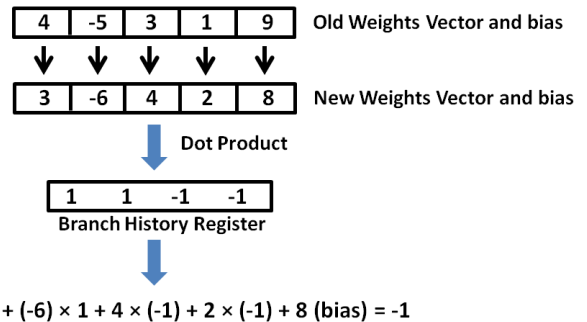 4 -5 3 1 9 Old Weights Vector and bias
3 -6 4 2 8 New Weights Vector and bias
Dot Product
1 1 -1 -1
Branch History Register
+ (-6) × 1 + 4 × (-1) + 2 × (-1) + 8 (bias) = -1